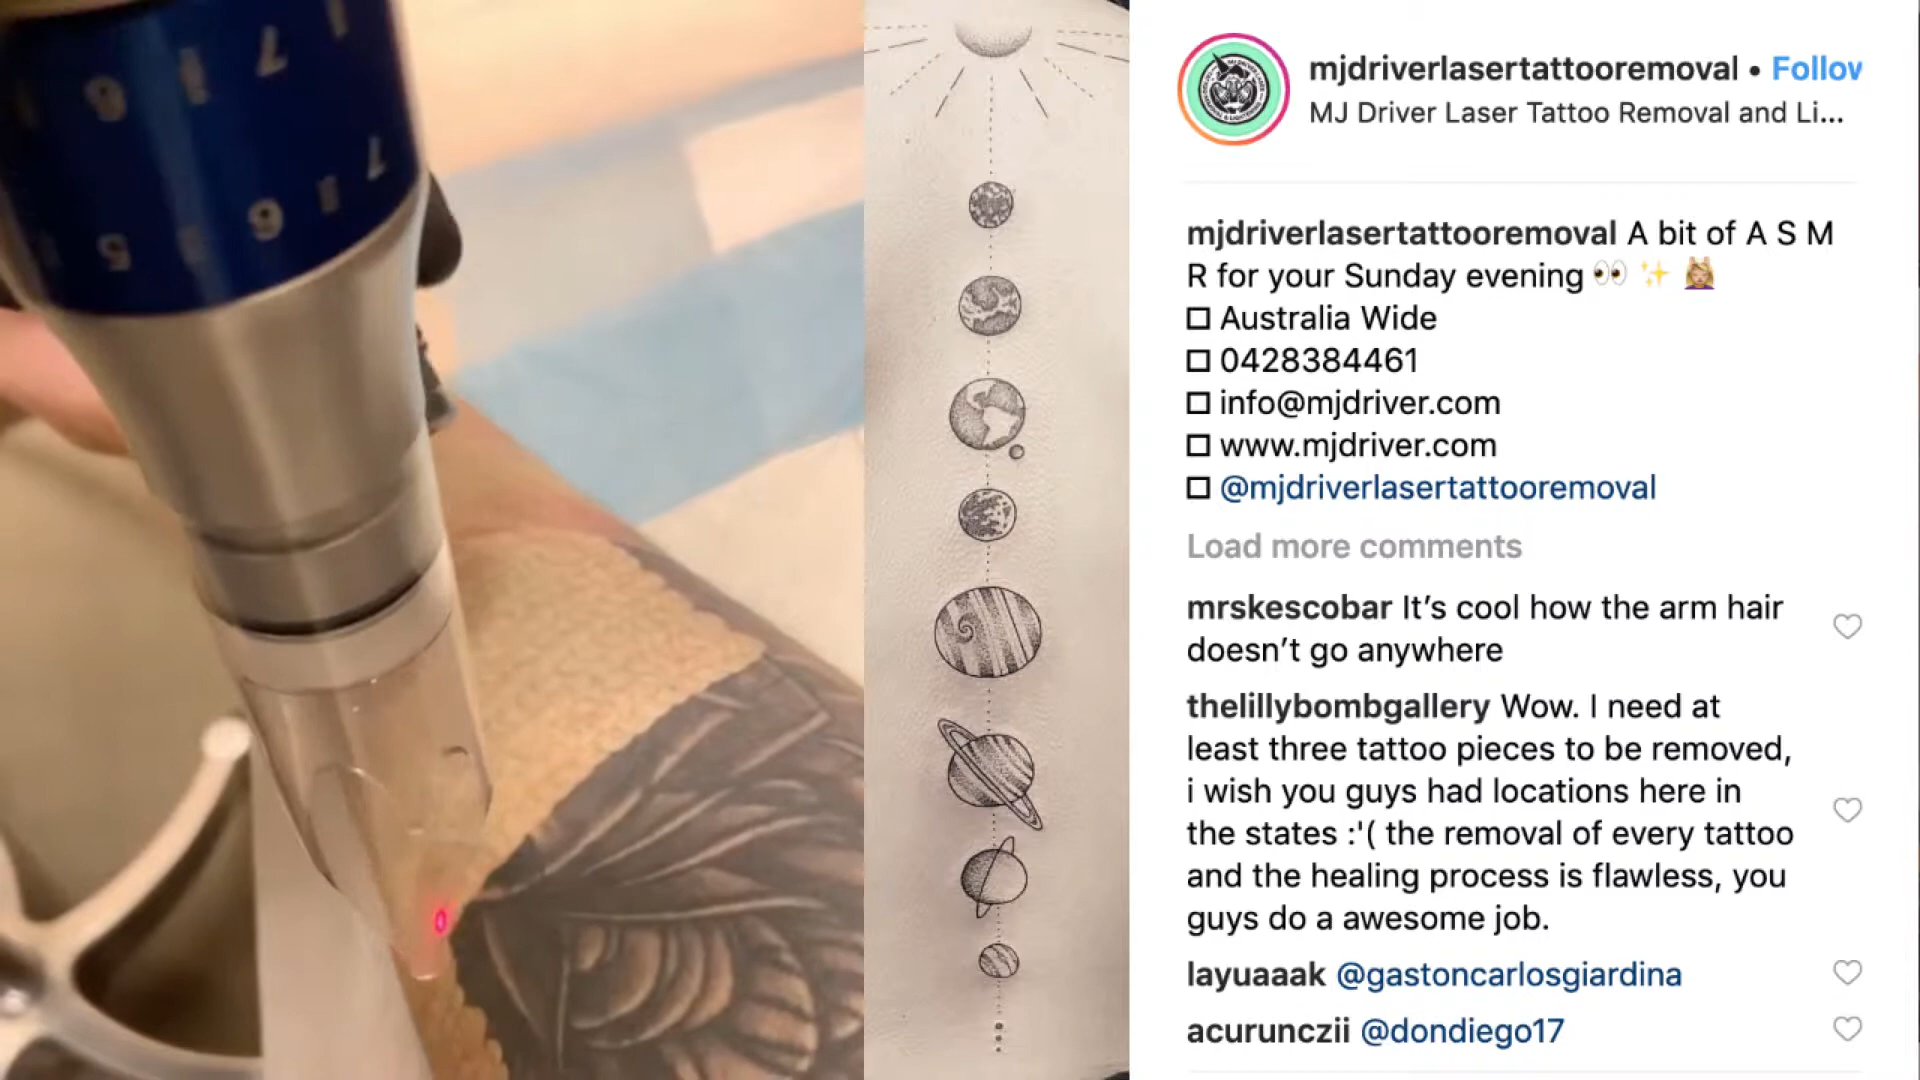 mjdriverlasertattooremoval • Follow
MJ Driver Laser Tattoo Removal and Li...
mjdriverlasertattooremoval A bit of A S M
R for your Sunday evening 👀 ✨ 💆🏼‍♀️
☐ Australia Wide
☐ 0428384461
☐ info@mjdriver.com
☐ www.mjdriver.com
☐ @mjdriverlasertattooremoval
Load more comments
mrskescobar It’s cool how the arm hair
doesn’t go anywhere
thelillybombgallery Wow. I need at
least three tattoo pieces to be removed,
i wish you guys had locations here in
the states :'( the removal of every tattoo
and the healing process is flawless, you
guys do a awesome job.
layuaaak @gastoncarlosgiardina
acurunczii @dondiego17